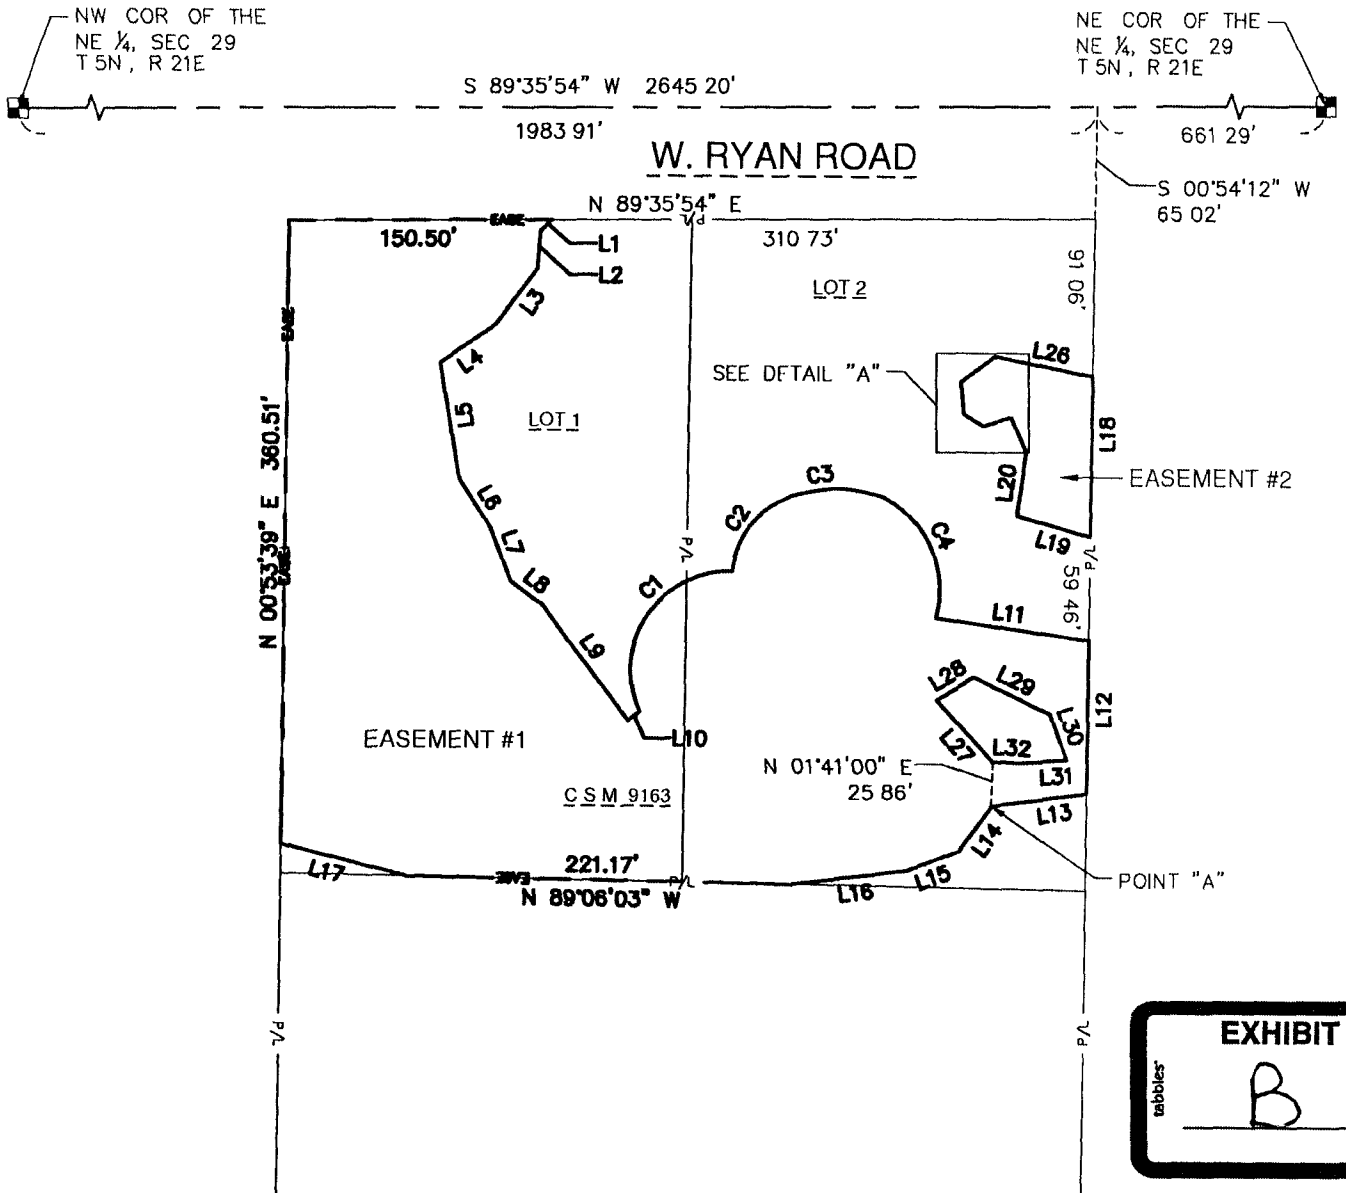 NW COR OF THE
NE ¼, SEC 29
T 5N, R 21E
NE COR OF THE
NE ¼, SEC 29
T 5N, R 21E
S 89°35'54" W 2645 20'
1983 91'
661 29'
W. RYAN ROAD
S 00°54'12" W
65 02'
N 89°35'54" E
EASE
P/L
150.50'
310 73'
L1
L2
91 06'
LOT 2
L3
EASE
L4
L26
SEE DETAIL "A"
L5
LOT 1
L18
N 00°53'39" E 360.51'
C3
L20
EASEMENT #2
L6
C2
C4
L19
L7
P/L
P/L
EASE
L8
C1
59 46'
L11
L9
L28
L29
L12
L30
EASEMENT #1
L10
L27
L32
N 01°41'00" E
25 86'
L31
C S M 9163
L13
L14
221.17'
L17
EASE
P/L
L15
N 89°06'03" W
L16
POINT "A"
P/L
P/L
EXHIBIT
tabbies
B